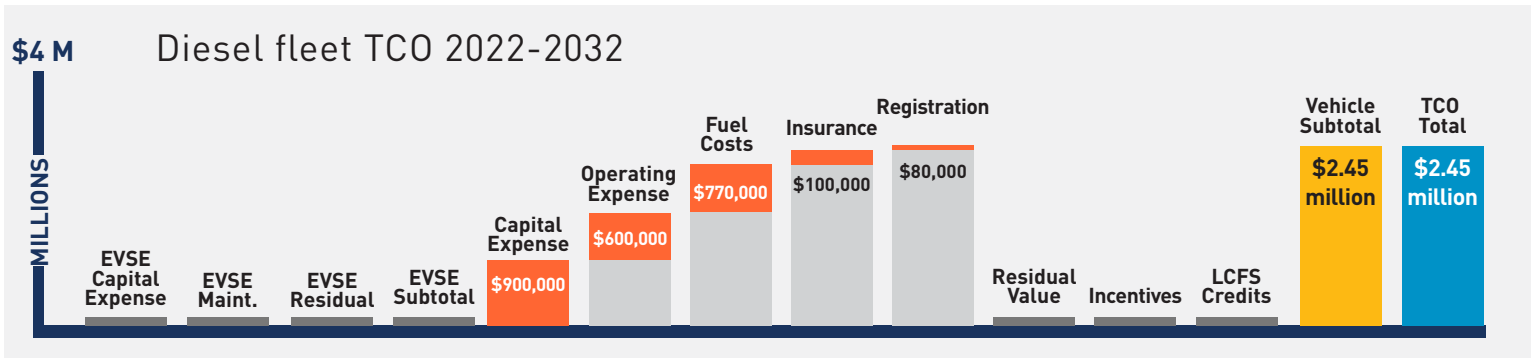 $4 M
Diesel fleet TCO 2022-2032
MILLIONS
EVSE
Capital
Expense
EVSE
Maint.
EVSE
Residual
EVSE
Subtotal
Capital
Expense
$900,000
Operating
Expense
$600,000
Fuel
Costs
$770,000
Insurance
$100,000
Registration
$80,000
Residual
Value
Incentives
LCFS
Credits
Vehicle
Subtotal
$2.45
million
TCO
Total
$2.45
million